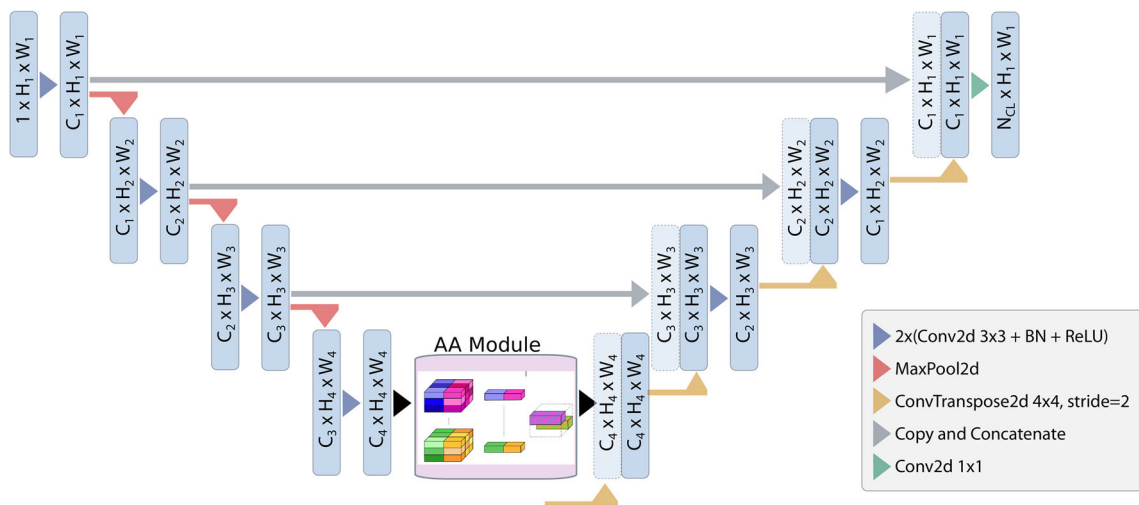 1 x H1 x W1
C1 x H1 x W1
C1 x H2 x W2
C2 x H2 x W2
C2 x H3 x W3
C3 x H3 x W3
C3 x H4 x W4
C4 x H4 x W4
AA Module
C4 x H4 x W4
C4 x H4 x W4
C3 x H3 x W3
C3 x H3 x W3
C2 x H3 x W3
C2 x H2 x W2
C2 x H2 x W2
C1 x H2 x W2
C1 x H1 x W1
C1 x H1 x W1
NCL x H1 x W1
2x(Conv2d 3x3 + BN + ReLU)
MaxPool2d
ConvTranspose2d 4x4, stride=2
Copy and Concatenate
Conv2d 1x1